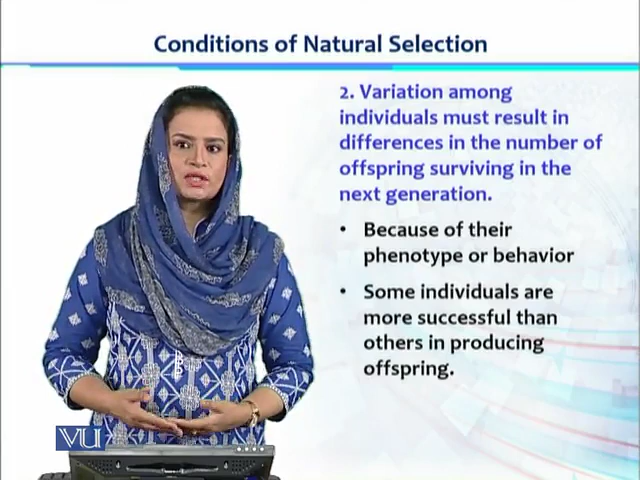 Conditions of Natural Selection
2. Variation among
individuals must result in
differences in the number of
offspring surviving in the
next generation.
• Because of their
phenotype or behavior
• Some individuals are
more successful than
others in producing
offspring.
VU